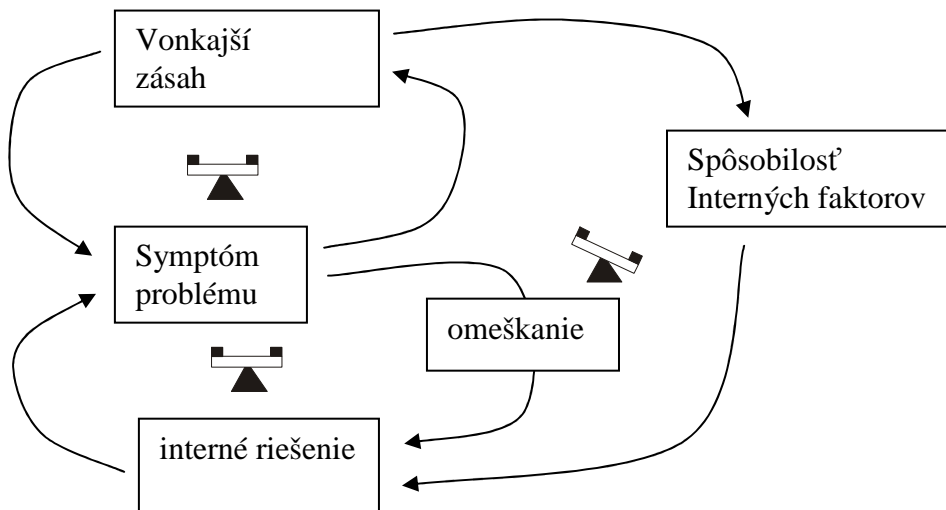 Vonkajší
zásah
Spôsobilosť
Interných faktorov
Symptóm
problému
omeškanie
interné riešenie